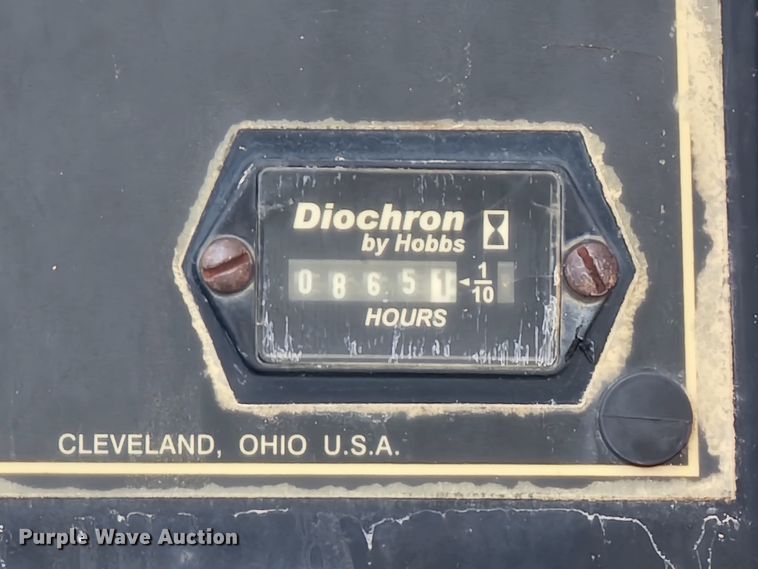 Diochron
by Hobbs
08651 1/10
HOURS
CLEVELAND, OHIO U.S.A.
Purple Wave Auction